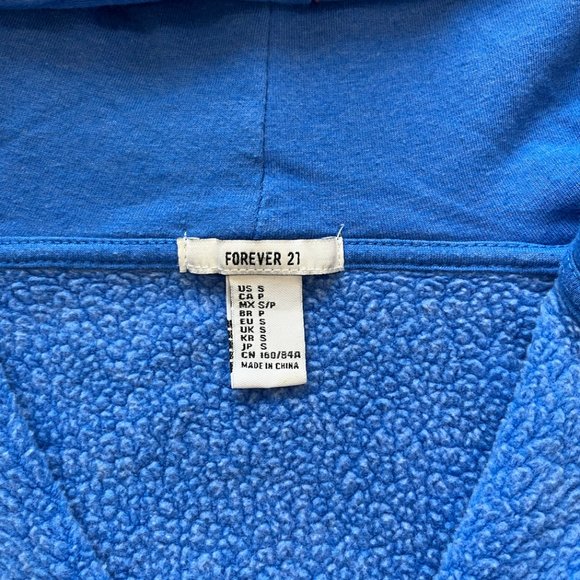 FOREVER 21
US S
CA P
MX S/P
BR P
EU S
UK S
KR S
JP S
CN 160/84A
MADE IN CHINA